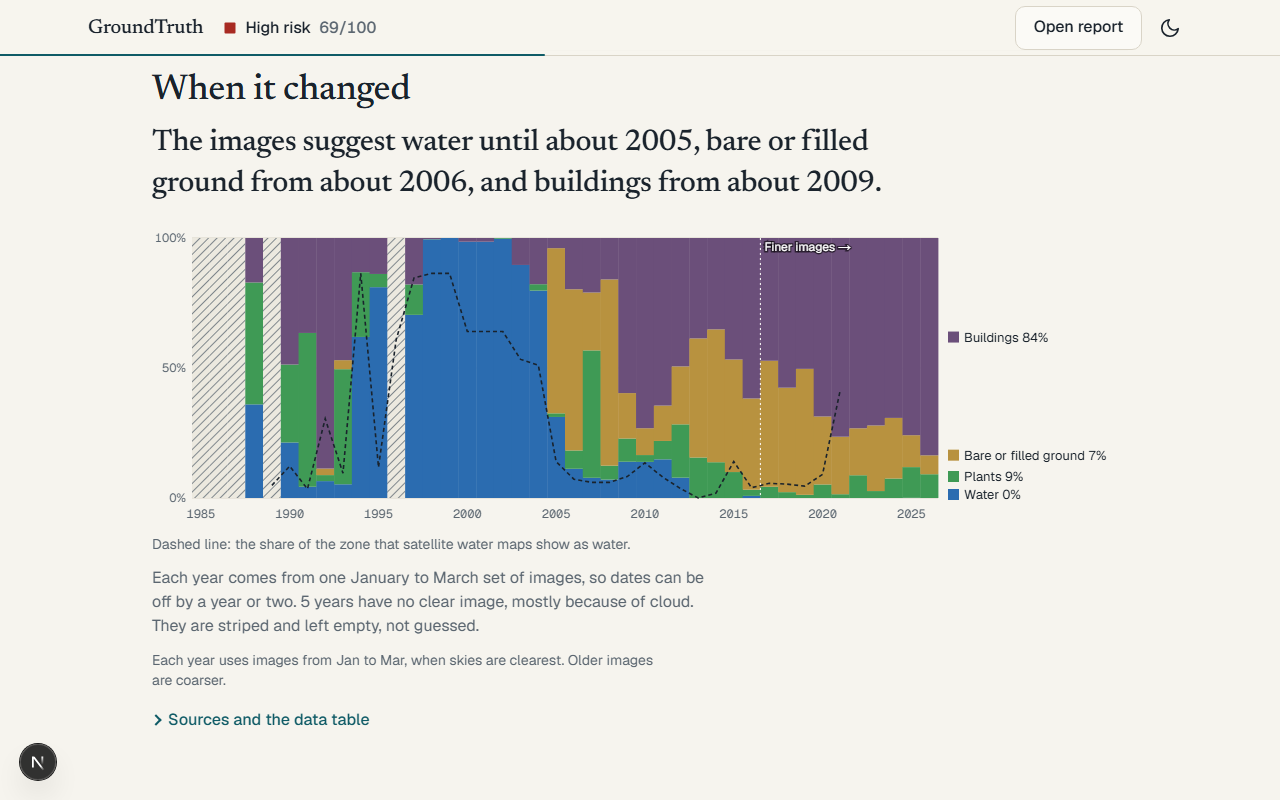 GroundTruth
High risk 69/100
Open report
When it changed
The images suggest water until about 2005, bare or filled
ground from about 2006, and buildings from about 2009.
100%
Finer images →
50%
0%
Buildings 84%
Bare or filled ground 7%
Plants 9%
Water 0%
1985 1990 1995 2000 2005 2010 2015 2020 2025
Dashed line: the share of the zone that satellite water maps show as water.
Each year comes from one January to March set of images, so dates can be
off by a year or two. 5 years have no clear image, mostly because of cloud.
They are striped and left empty, not guessed.
Each year uses images from Jan to Mar, when skies are clearest. Older images
are coarser.
Sources and the data table
N